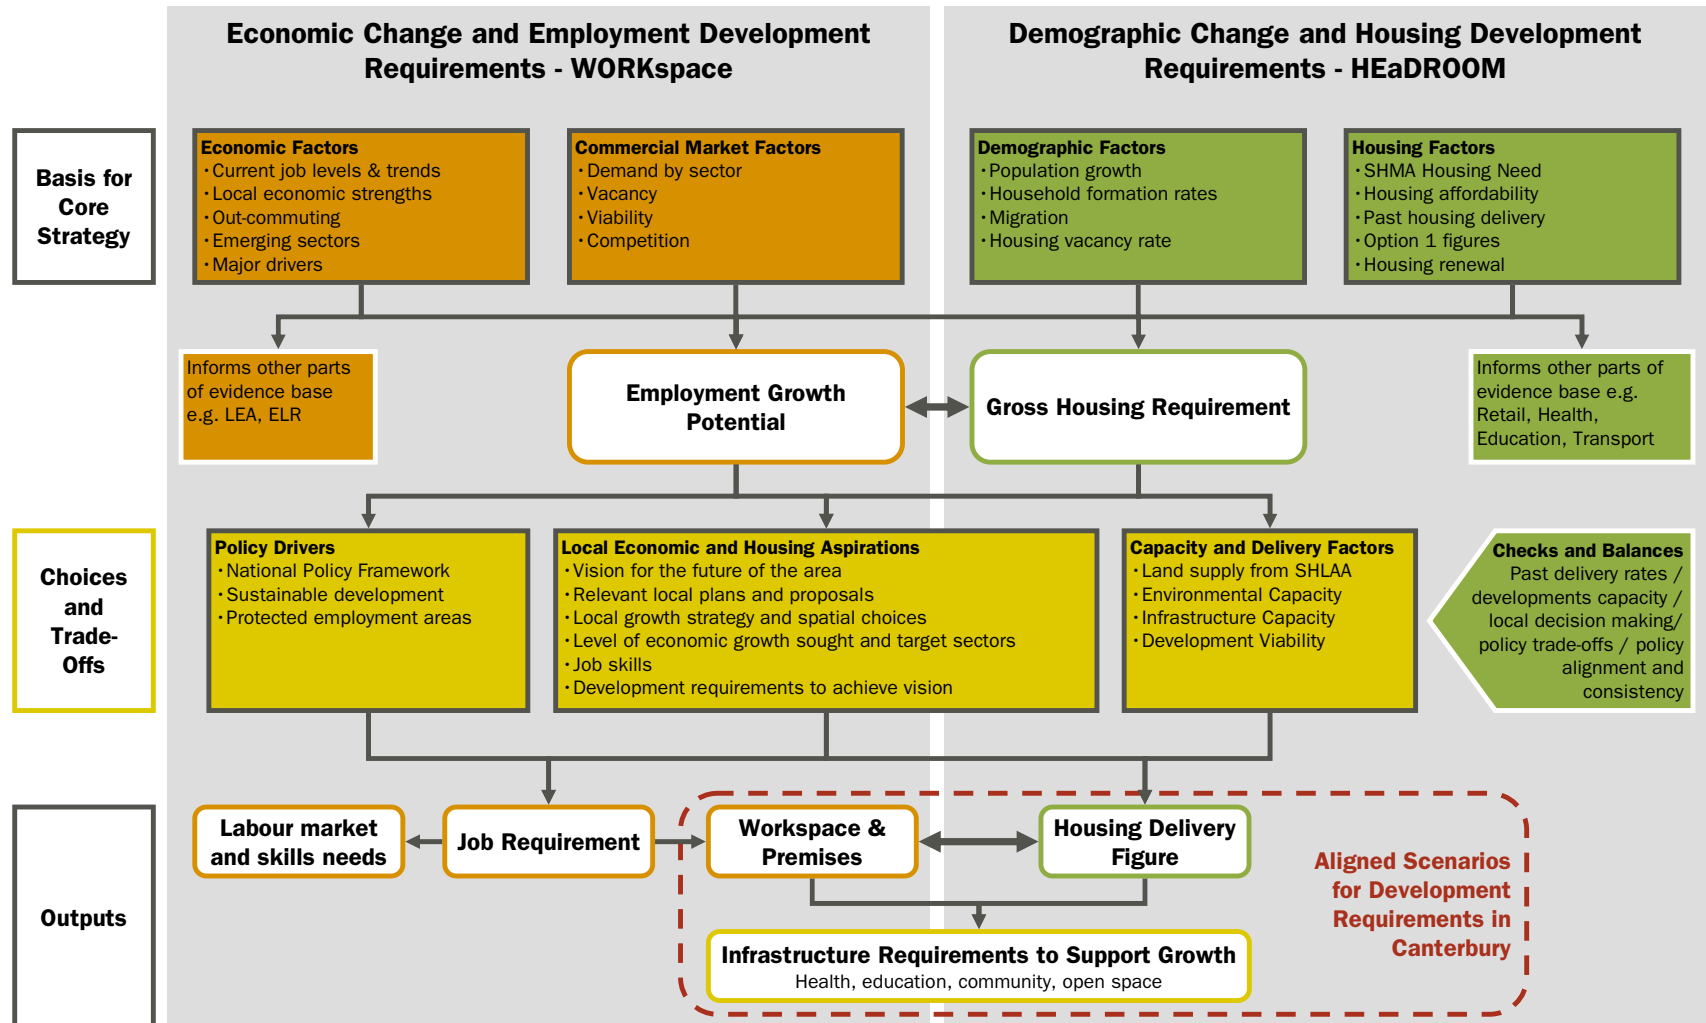 Economic Change and Employment Development
Requirements - WORKspace
Demographic Change and Housing Development
Requirements - HEaDROOM
Basis for
Core
Strategy
Economic Factors
·Current job levels & trends
·Local economic strengths
·Out-commuting
·Emerging sectors
·Major drivers
Commercial Market Factors
·Demand by sector
·Vacancy
·Viability
·Competition
Demographic Factors
·Population growth
·Household formation rates
·Migration
·Housing vacancy rate
Housing Factors
·SHMA Housing Need
·Housing affordability
·Past housing delivery
·Option 1 figures
·Housing renewal
Informs other parts
of evidence base
e.g. LEA, ELR
Employment Growth
Potential
Gross Housing Requirement
Informs other parts of
evidence base e.g.
Retail, Health,
Education, Transport
Choices
and
Trade-
Offs
Policy Drivers
·National Policy Framework
·Sustainable development
·Protected employment areas
Local Economic and Housing Aspirations
·Vision for the future of the area
·Relevant local plans and proposals
·Local growth strategy and spatial choices
·Level of economic growth sought and target sectors
·Job skills
·Development requirements to achieve vision
Capacity and Delivery Factors
·Land supply from SHLAA
·Environmental Capacity
·Infrastructure Capacity
·Development Viability
Checks and Balances
Past delivery rates /
developments capacity /
local decision making/
policy trade-offs / policy
alignment and
consistency
Outputs
Labour market
and skills needs
Job Requirement
Workspace &
Premises
Housing Delivery
Figure
Aligned Scenarios
for Development
Requirements in
Canterbury
Infrastructure Requirements to Support Growth
Health, education, community, open space